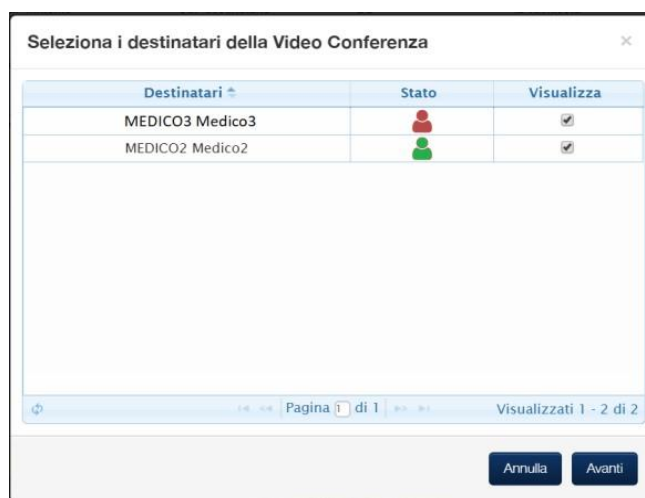 Seleziona i destinatari della Video Conferenza ×
Destinatari Stato Visualizza
MEDICO3 Medico3
MEDICO2 Medico2
Pagina 1 di 1 Visualizzati 1 - 2 di 2
Annulla Avanti